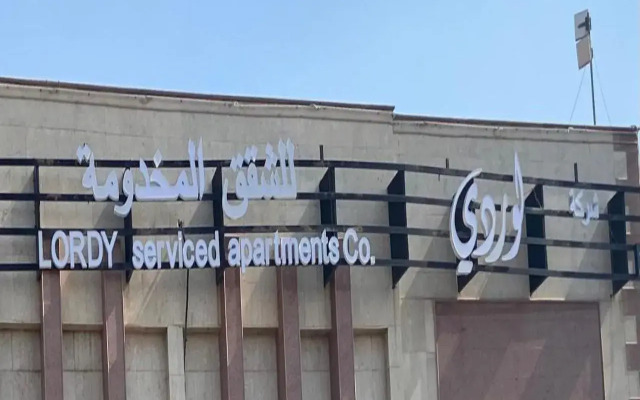 شركة لوردي للشقق المخدومة
LORDY serviced apartments Co.